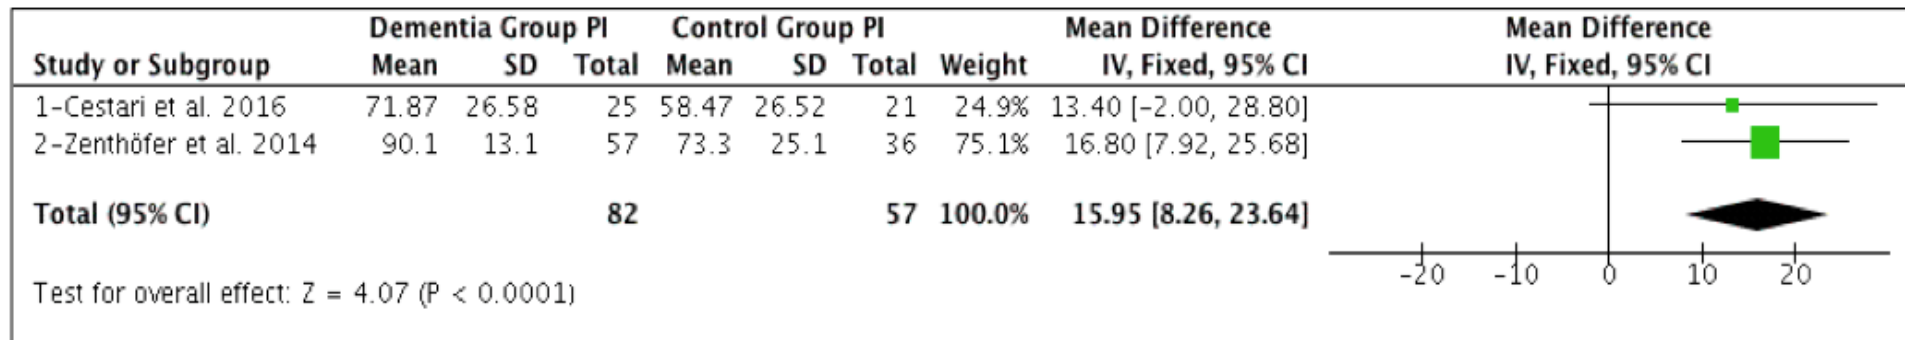 Dementia Group PI Control Group PI Mean Difference Mean Difference
Study or Subgroup Mean SD Total Mean SD Total Weight IV, Fixed, 95% CI IV, Fixed, 95% CI
1-Cestari et al. 2016 71.87 26.58 25 58.47 26.52 21 24.9% 13.40 [-2.00, 28.80]
2-Zenthöfer et al. 2014 90.1 13.1 57 73.3 25.1 36 75.1% 16.80 [7.92, 25.68]
Total (95% CI) 82 57 100.0% 15.95 [8.26, 23.64]
-20 -10 0 10 20
Test for overall effect: Z = 4.07 (P < 0.0001)